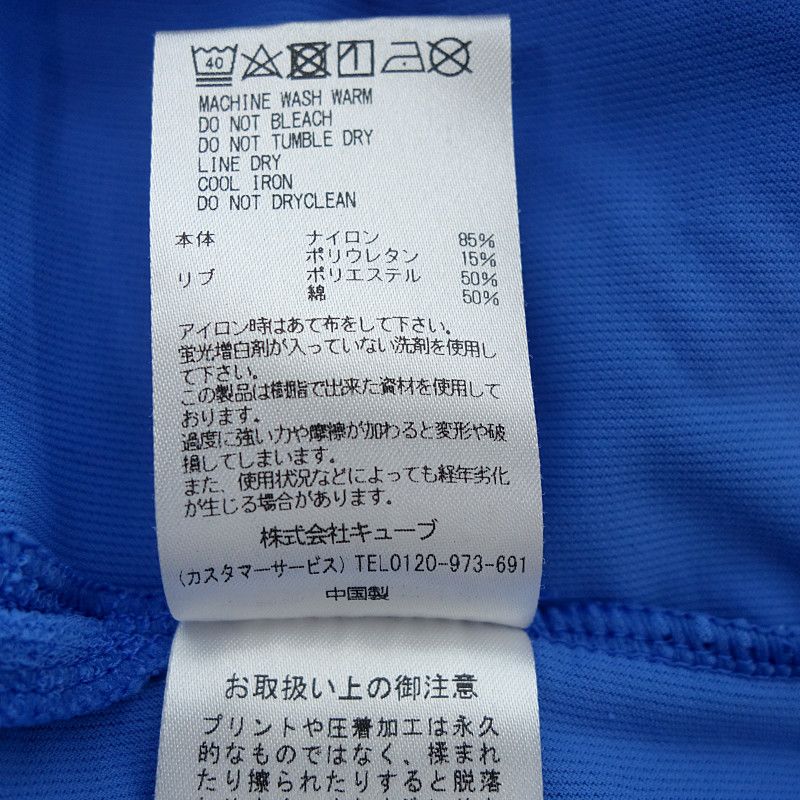 40
MACHINE WASH WARM
DO NOT BLEACH
DO NOT TUMBLE DRY
LINE DRY
COOL IRON
DO NOT DRYCLEAN
本体 ナイロン 85%
ポリウレタン 15%
リブ ポリエステル 50%
綿 50%
アイロン時はあて布をして下さい。
蛍光増白剤が入っていない洗剤を使用し
て下さい。
この製品は樹脂で出来た資材を使用して
おります。
過度に強い力や摩擦が加わると変形や破
損してしまいます。
また、使用状況などによっても経年劣化
が生じる場合があります。
株式会社キューブ
(カスタマーサービス) TEL0120-973-691
中国製
お取扱い上の御注意
プリントや圧着加工は永久
的なものではなく、揉まれ
たり擦られたりすると脱落